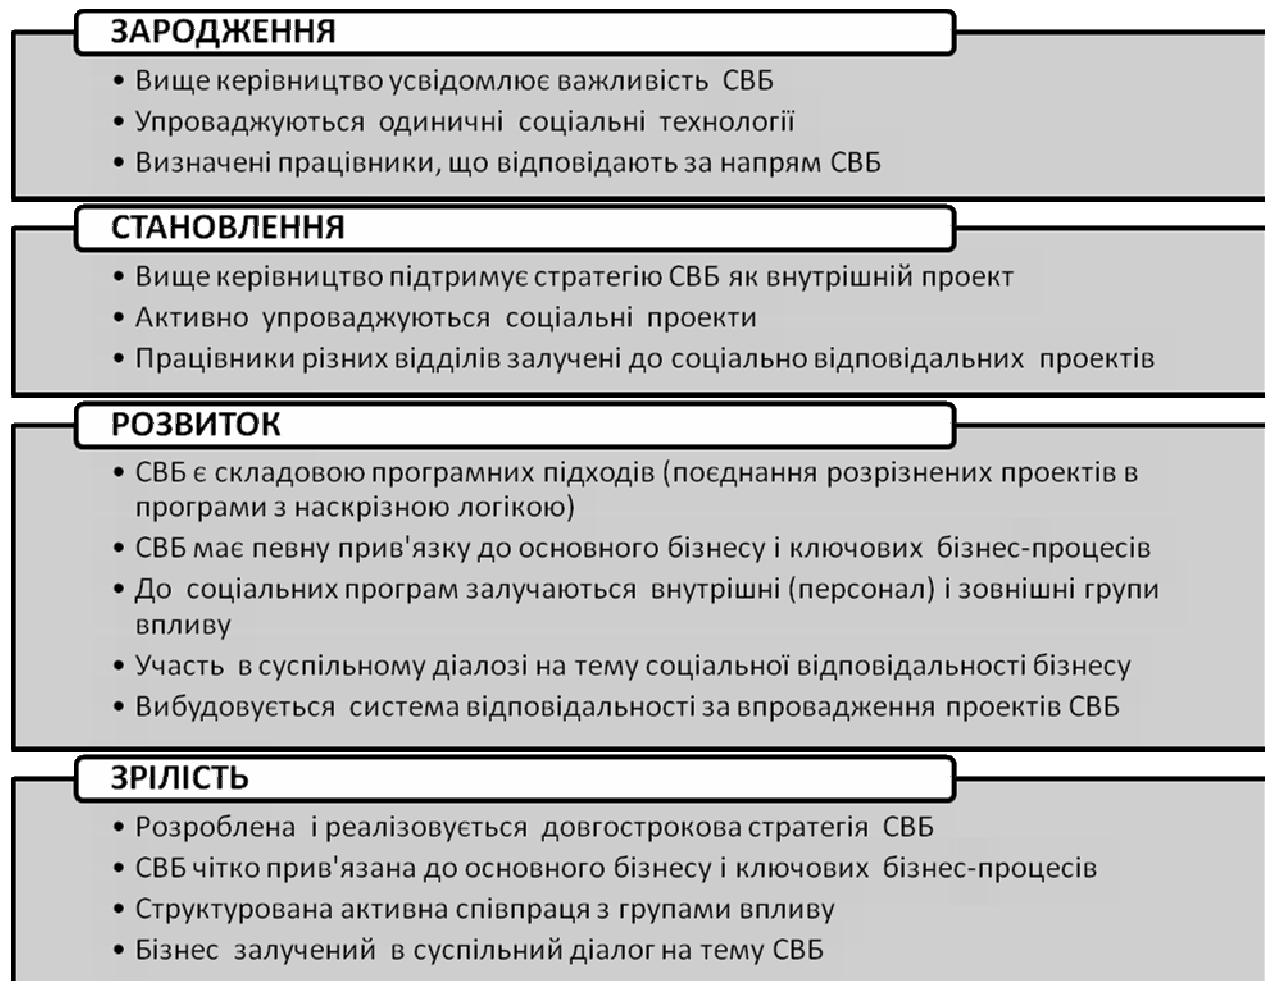 ЗАРОДЖЕННЯ
• Вище керівництво усвідомлює важливість СВБ
• Упроваджуються одиничні соціальні технології
• Визначені працівники, що відповідають за напрям СВБ
СТАНОВЛЕННЯ
• Вище керівництво підтримує стратегію СВБ як внутрішній проект
• Активно упроваджуються соціальні проекти
• Працівники різних відділів залучені до соціально відповідальних проектів
РОЗВИТОК
• СВБ є складовою програмних підходів (поєднання розрізнених проектів в
програми з наскрізною логікою)
• СВБ має певну прив'язку до основного бізнесу і ключових бізнес-процесів
• До соціальних програм залучаються внутрішні (персонал) і зовнішні групи
впливу
• Участь в суспільному діалозі на тему соціальної відповідальності бізнесу
• Вибудовується система відповідальності за впровадження проектів СВБ
ЗРІЛІСТЬ
• Розроблена і реалізовується довгострокова стратегія СВБ
• СВБ чітко прив'язана до основного бізнесу і ключових бізнес-процесів
• Структурована активна співпраця з групами впливу
• Бізнес залучений в суспільний діалог на тему СВБ